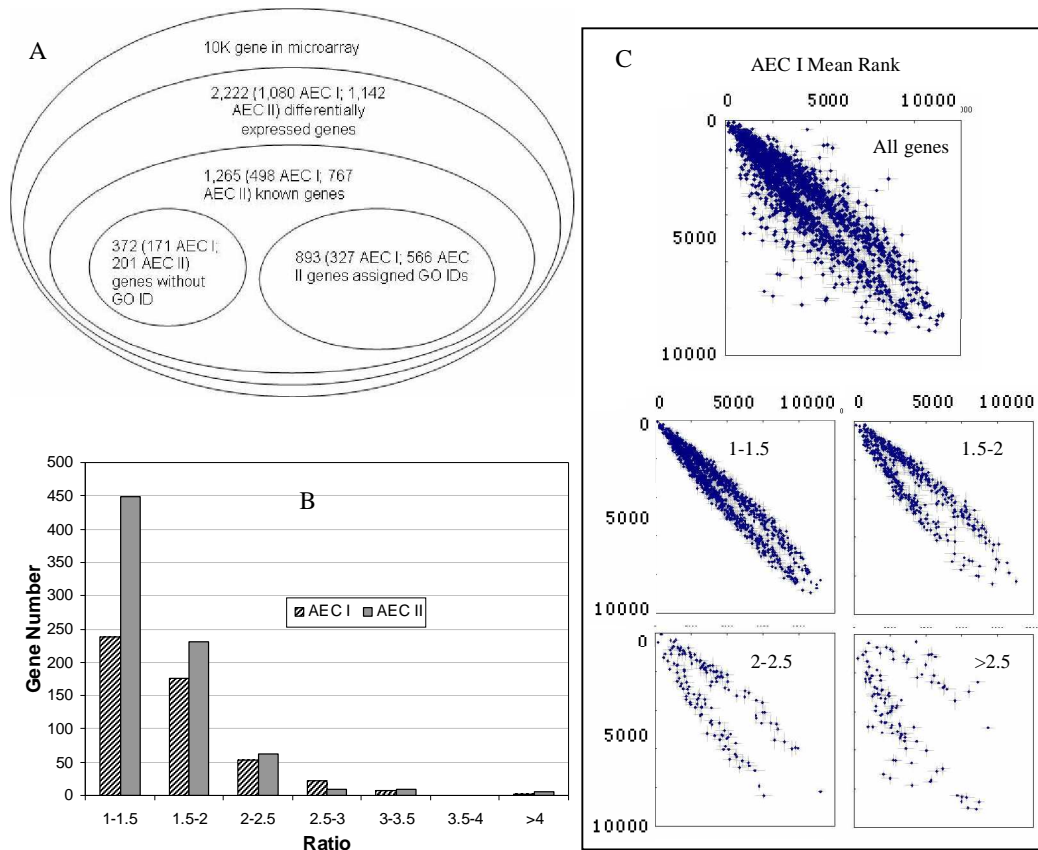 A
10K gene in microarray
2,222 (1,080 AEC I; 1,142
AEC II) differentially
expressed genes
1,265 (498 AEC I; 767
AEC II) known genes
372 (171 AEC I;
201 AEC II)
genes without
GO ID
893 (327 AEC I; 566 AEC
II genes assigned GO IDs
B
500
450
400
350
300
250
200
150
100
50
0
Gene Number
AEC I
AEC II
1-1.5
1.5-2
2-2.5
2.5-3
3-3.5
3.5-4
>4
Ratio
C
AEC I Mean Rank
0
5000
10000
0
5000
10000
All genes
0
5000
10000
0
5000
10000
1-1.5
0
5000
10000
1.5-2
0
5000
10000
2-2.5
>2.5